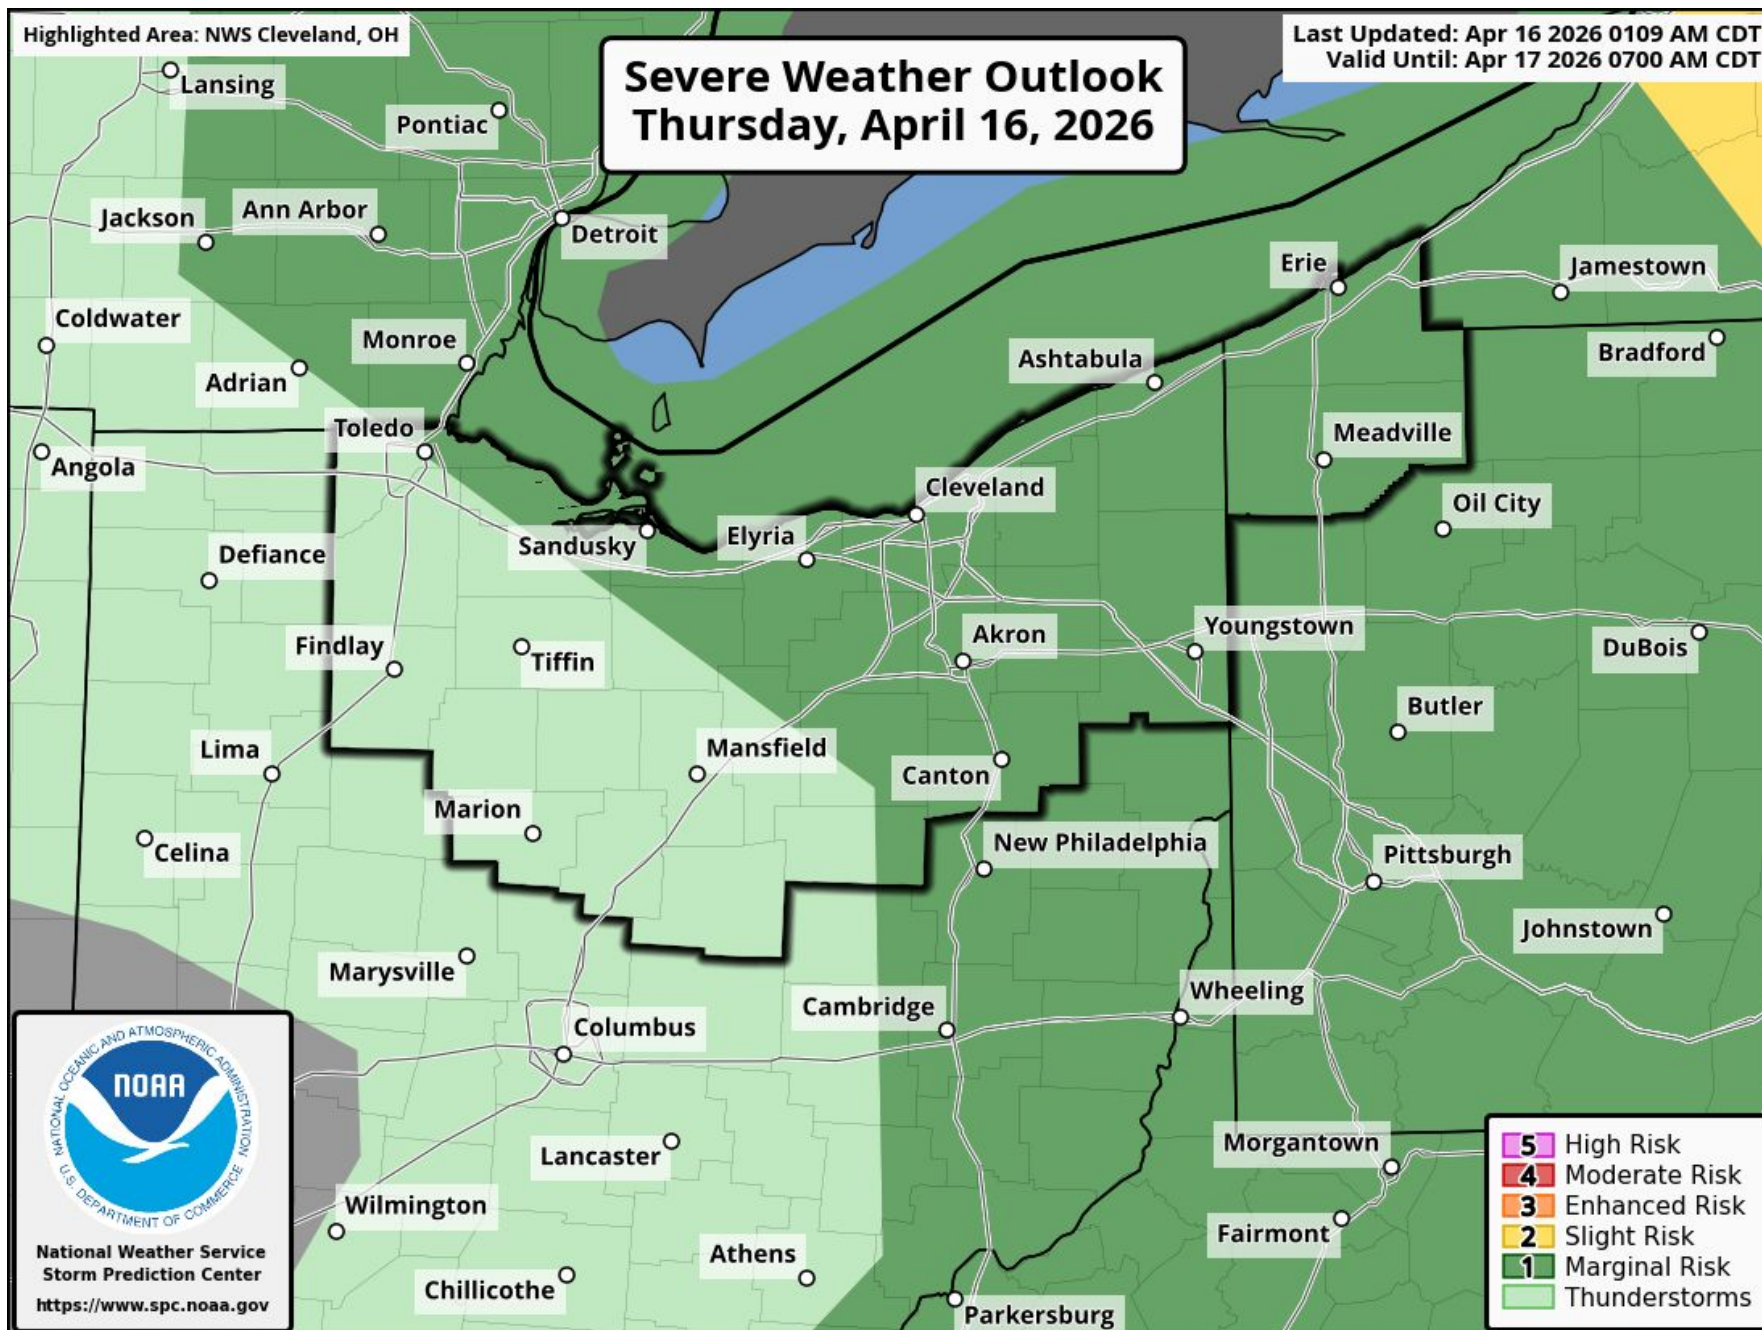 Highlighted Area: NWS Cleveland, OH
Severe Weather Outlook
Thursday, April 16, 2026
Last Updated: Apr 16 2026 0109 AM CDT
Valid Until: Apr 17 2026 0700 AM CDT
Lansing
Pontiac
Jackson
Ann Arbor
Detroit
Erie
Jamestown
Coldwater
Monroe
Ashtabula
Bradford
Adrian
Toledo
Meadville
Angola
Cleveland
Oil City
Sandusky
Elyria
Defiance
Findlay
Tiffin
Akron
Youngstown
DuBois
Butler
Lima
Mansfield
Canton
Marion
New Philadelphia
Celina
Pittsburgh
Johnstown
Marysville
Cambridge
Wheeling
Columbus
Lancaster
Morgantown
Wilmington
Fairmont
Athens
Chillicothe
Parkersburg
NATIONAL OCEANIC AND ATMOSPHERIC ADMINISTRATION
NOAA
U.S. DEPARTMENT OF COMMERCE
National Weather Service
Storm Prediction Center
https://www.spc.noaa.gov
5 High Risk
4 Moderate Risk
3 Enhanced Risk
2 Slight Risk
1 Marginal Risk
Thunderstorms